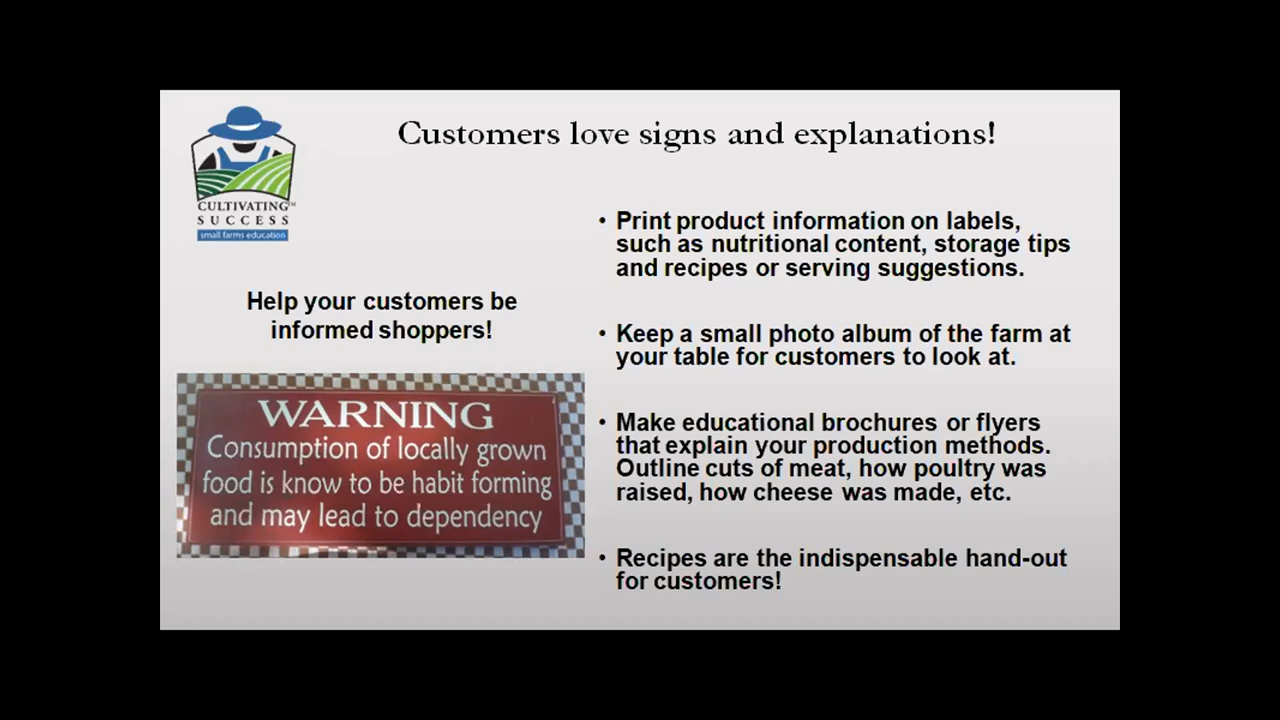 Customers love signs and explanations!
CULTIVATING™
SUCCESS
small farms education
Help your customers be
informed shoppers!
WARNING
Consumption of locally grown
food is know to be habit forming
and may lead to dependency
• Print product information on labels,
such as nutritional content, storage tips
and recipes or serving suggestions.
• Keep a small photo album of the farm at
your table for customers to look at.
• Make educational brochures or flyers
that explain your production methods.
Outline cuts of meat, how poultry was
raised, how cheese was made, etc.
• Recipes are the indispensable hand-out
for customers!